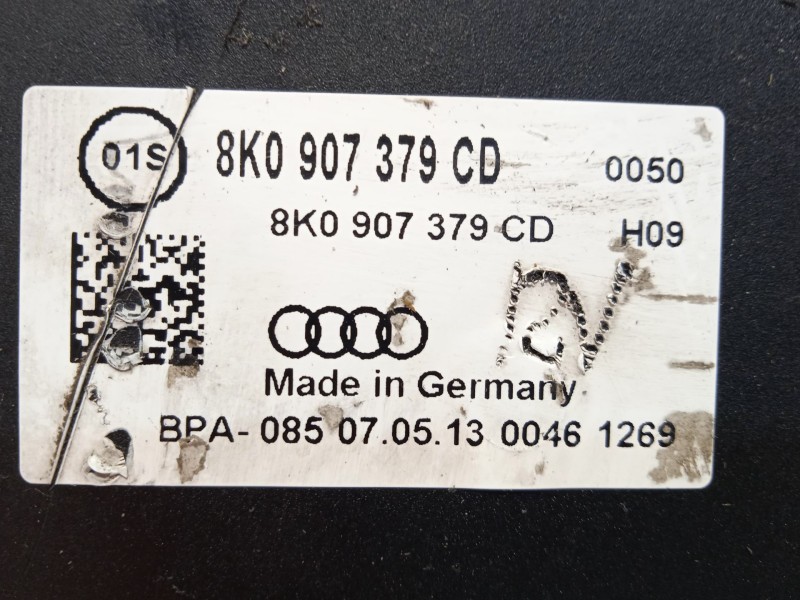 01S 8K0 907 379 CD 0050
8K0 907 379 CD H09
Made in Germany
BPA- 085 07.05.13 0046 1269